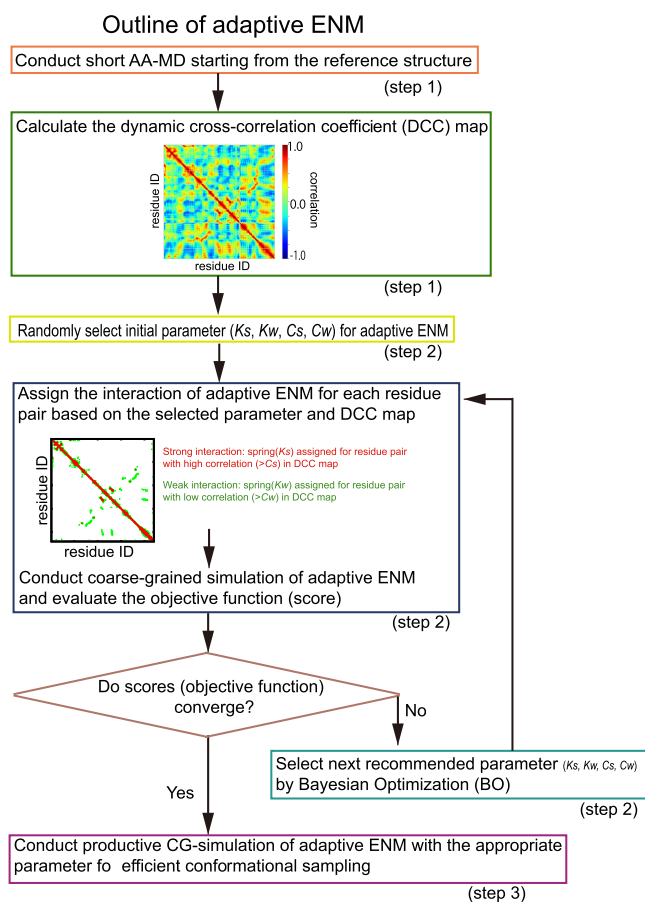 Outline of adaptive ENM
Conduct short AA-MD starting from the reference structure
(step 1)
Calculate the dynamic cross-correlation coefficient (DCC) map
residue ID
1.0
0.0
-1.0
correlation
residue ID
(step 1)
Randomly select initial parameter (Ks, Kw, Cs, Cw) for adaptive ENM
(step 2)
Assign the interaction of adaptive ENM for each residue
pair based on the selected parameter and DCC map
residue ID
residue ID
Strong interaction: spring(Ks) assigned for residue pair
with high correlation (>Cs) in DCC map
Weak interaction: spring(Kw) assigned for residue pair
with low correlation (>Cw) in DCC map
Conduct coarse-grained simulation of adaptive ENM
and evaluate the objective function (score)
(step 2)
Do scores (objective function)
converge?
No
Select next recommended parameter (Ks, Kw, Cs, Cw)
by Bayesian Optimization (BO)
(step 2)
Yes
Conduct productive CG-simulation of adaptive ENM with the appropriate
parameter fo efficient conformational sampling
(step 3)